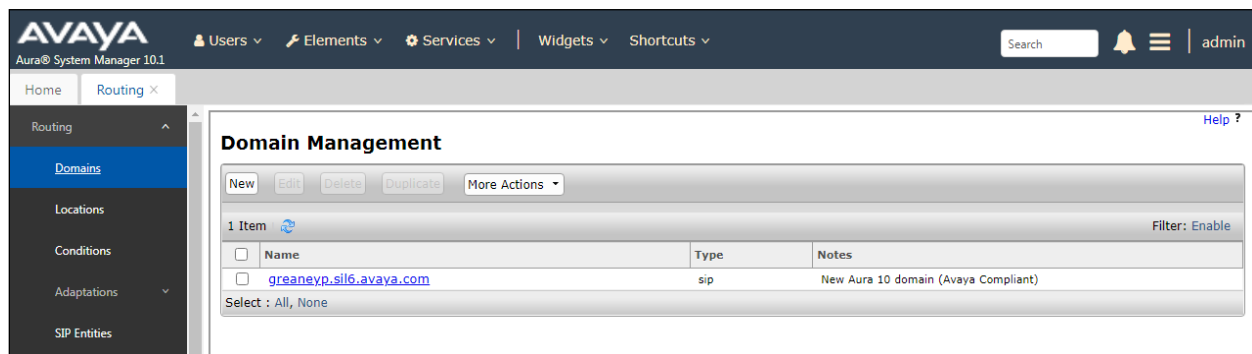 AVAYA
Aura® System Manager 10.1
Users Elements Services | Widgets Shortcuts Search | admin
Home Routing ×
Routing
Domains
Locations
Conditions
Adaptations
SIP Entities
Help ?
Domain Management
New Edit Delete Duplicate More Actions
1 Item Filter: Enable
Name Type Notes
greaneyp.sil6.avaya.com sip New Aura 10 domain (Avaya Compliant)
Select : All, None